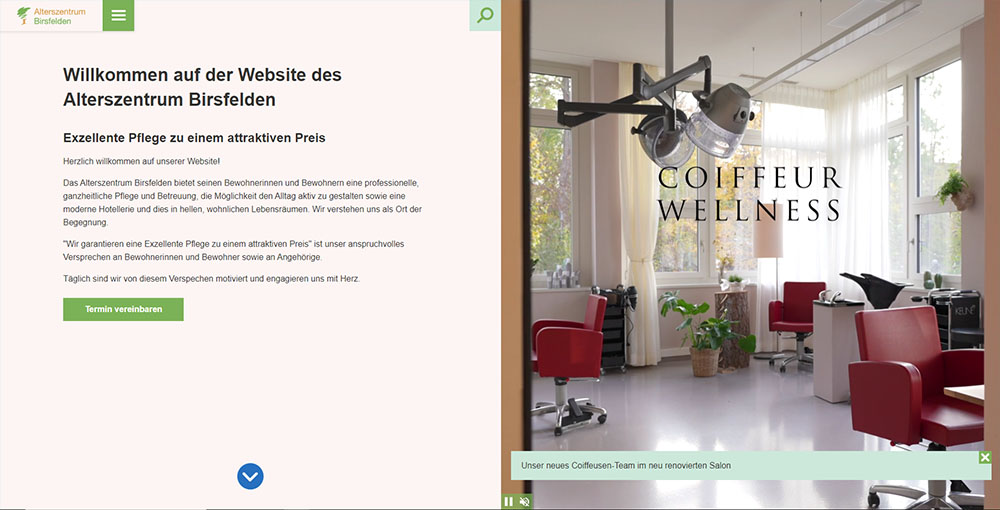 Alterszentrum
Birsfelden
Willkommen auf der Website des
Alterszentrum Birsfelden
Exzellente Pflege zu einem attraktiven Preis
Herzlich willkommen auf unserer Website!
Das Alterszentrum Birsfelden bietet seinen Bewohnerinnen und Bewohnern eine professionelle,
ganzheitliche Pflege und Betreuung, die Möglichkeit den Alltag aktiv zu gestalten sowie eine
moderne Hotellerie und dies in hellen, wohnlichen Lebensräumen. Wir verstehen uns als Ort der
Begegnung.
"Wir garantieren eine Exzellente Pflege zu einem attraktiven Preis" ist unser anspruchvolles
Versprechen an Bewohnerinnen und Bewohner sowie an Angehörige.
Täglich sind wir von diesem Verspechen motiviert und engagieren uns mit Herz.
Termin vereinbaren
COIFFEUR
WELLNESS
Unser neues Coiffeusen-Team im neu renovierten Salon